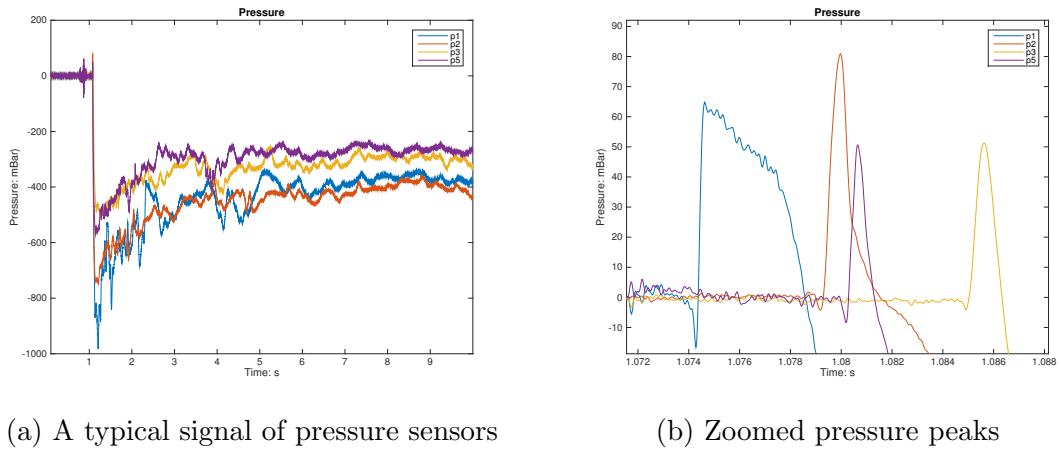 Pressure
200
0
-200
-400
-600
-800
-1000
Pressure: mBar)
1 2 3 4 5 6 7 8 9
Time: s
p1
p2
p3
p5
(a) A typical signal of pressure sensors
Pressure
90
80
70
60
50
40
30
20
10
0
-10
Pressure: mBar)
1.072 1.074 1.076 1.078 1.08 1.082 1.084 1.086 1.088
Time: s
p1
p2
p3
p5
(b) Zoomed pressure peaks